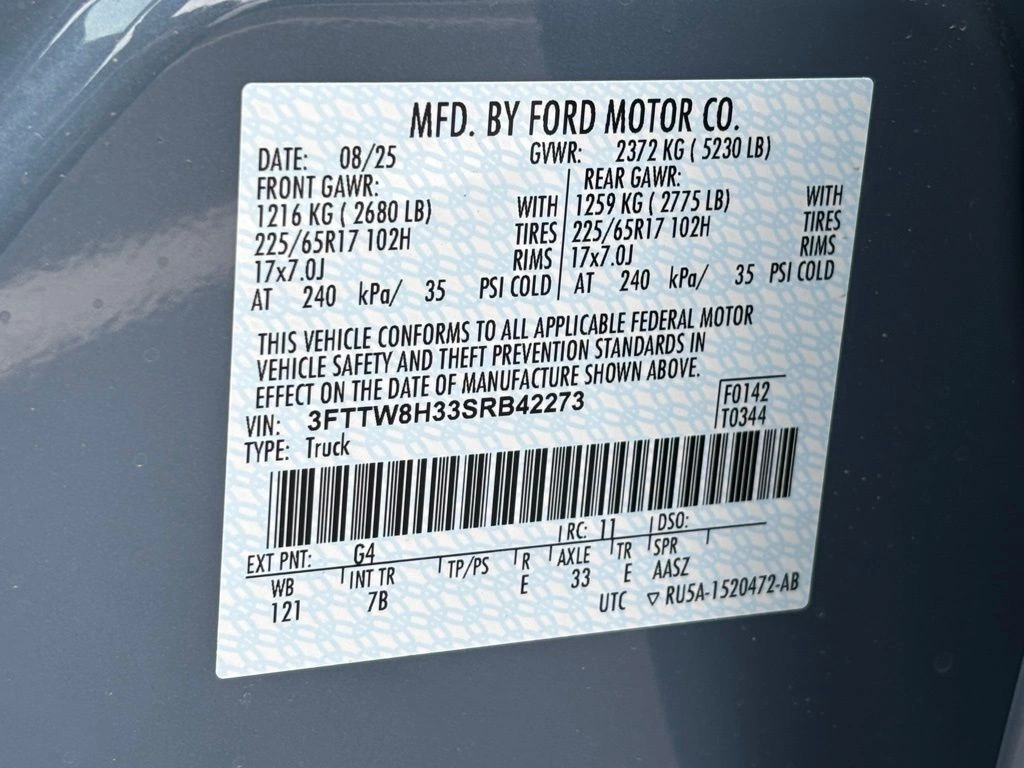 MFD. BY FORD MOTOR CO.
DATE: 08/25 GVWR: 2372 KG ( 5230 LB)
FRONT GAWR: REAR GAWR:
1216 KG ( 2680 LB) WITH 1259 KG ( 2775 LB) WITH
225/65R17 102H TIRES 225/65R17 102H TIRES
17x7.0J RIMS 17x7.0J RIMS
AT 240 kPa/ 35 PSI COLD AT 240 kPa/ 35 PSI COLD
THIS VEHICLE CONFORMS TO ALL APPLICABLE FEDERAL MOTOR
VEHICLE SAFETY AND THEFT PREVENTION STANDARDS IN
EFFECT ON THE DATE OF MANUFACTURE SHOWN ABOVE.
VIN: 3FTTW8H33SRB42273 F0142
TYPE: Truck T0344
EXT PNT: G4 RC: 11 DSO:
WB INT TR TP/PS R AXLE TR SPR
121 7B E 33 E AASZ
UTC ▽ RU5A-1520472-AB